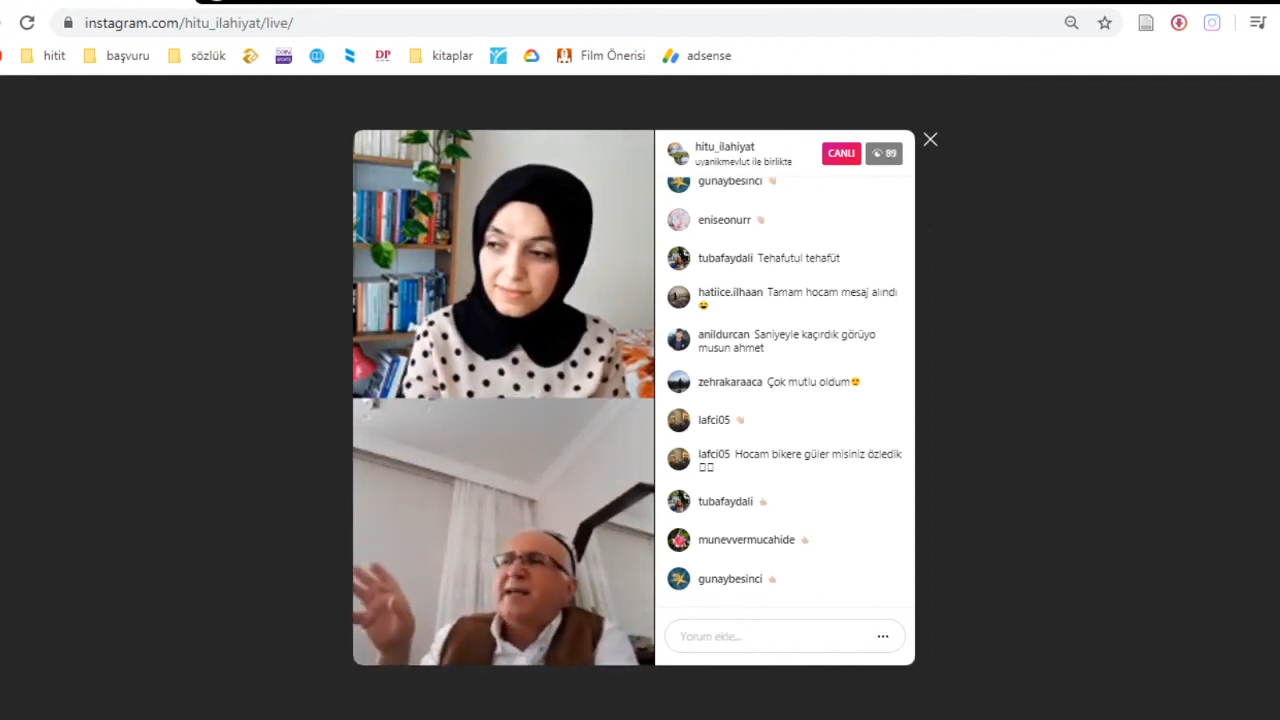 instagram.com/hitu_ilahiyat/live/
hitit başvuru sözlük DP kitaplar Film Önerisi adsense
hitu_ilahiyat
uyanikmevlut ile birlikte
CANLI 89
gunaybesinci
eniseonurr
tubafaydali Tehafutul tehafüt
hatiice.ilhaan Tamam hocam mesaj alındı
anildurcan Saniyeyle kaçırdık görüyo
musun ahmet
zehrakaraaca Çok mutlu oldum
lafci05
lafci05 Hocam bikere güler misiniz özledik
tubafaydali
munevvermucahide
gunaybesinci
Yorum ekle...